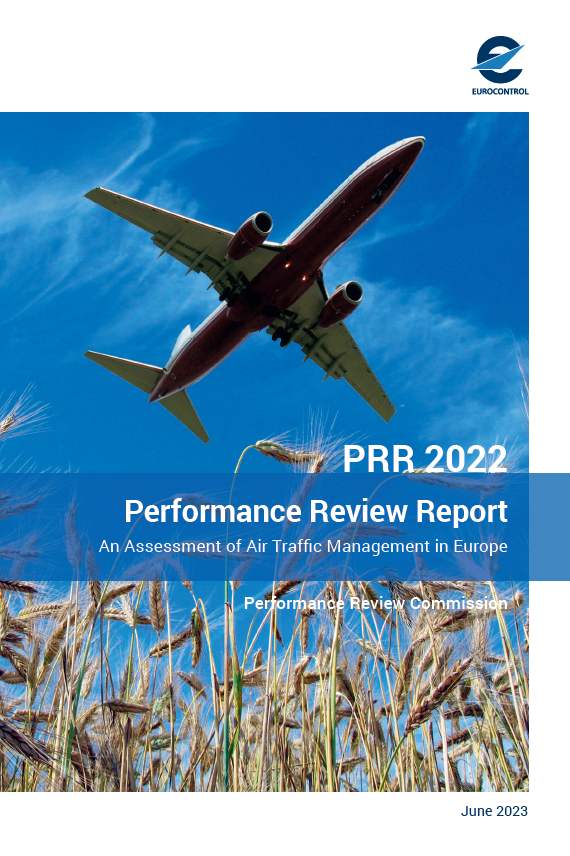 EUROCONTROL
PRR 2022
Performance Review Report
An Assessment of Air Traffic Management in Europe
Performance Review Commission
June 2023